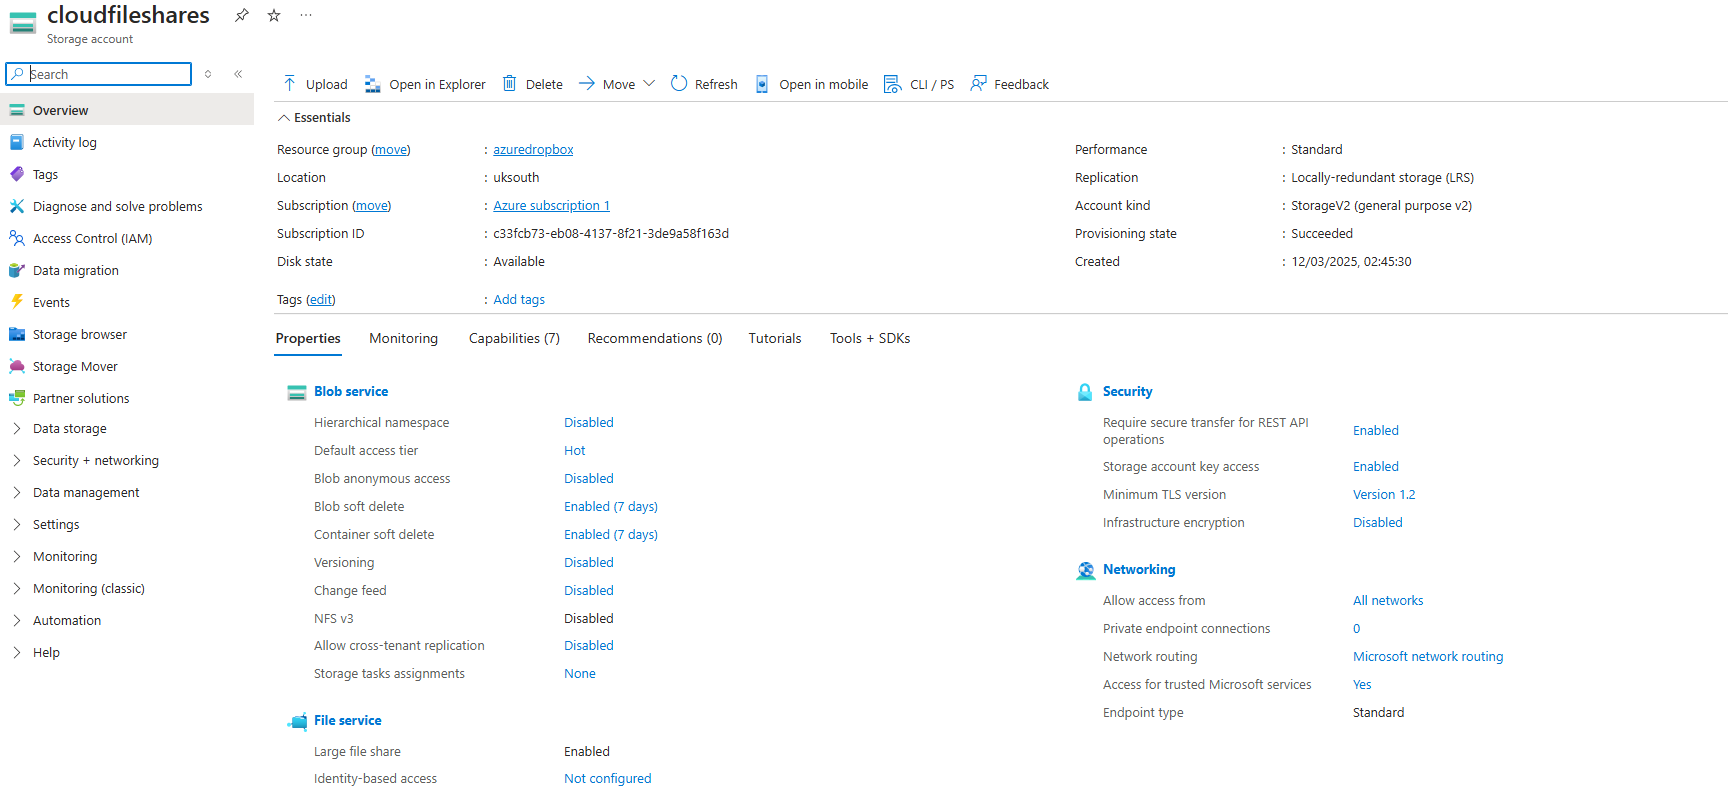 cloudfileshares
Storage account
Search
Overview
Activity log
Tags
Diagnose and solve problems
Access Control (IAM)
Data migration
Events
Storage browser
Storage Mover
Partner solutions
Data storage
Security + networking
Data management
Settings
Monitoring
Monitoring (classic)
Automation
Help
Upload Open in Explorer Delete Move Refresh Open in mobile CLI / PS Feedback
Essentials
Resource group (move) : azuredropbox
Location : uksouth
Subscription (move) : Azure subscription 1
Subscription ID : c33fcb73-eb08-4137-8f21-3de9a58f163d
Disk state : Available
Tags (edit) : Add tags
Performance : Standard
Replication : Locally-redundant storage (LRS)
Account kind : StorageV2 (general purpose v2)
Provisioning state : Succeeded
Created : 12/03/2025, 02:45:30
Properties Monitoring Capabilities (7) Recommendations (0) Tutorials Tools + SDKs
Blob service
Hierarchical namespace Disabled
Default access tier Hot
Blob anonymous access Disabled
Blob soft delete Enabled (7 days)
Container soft delete Enabled (7 days)
Versioning Disabled
Change feed Disabled
NFS v3 Disabled
Allow cross-tenant replication Disabled
Storage tasks assignments None
File service
Large file share Enabled
Identity-based access Not configured
Security
Require secure transfer for REST API
operations Enabled
Storage account key access Enabled
Minimum TLS version Version 1.2
Infrastructure encryption Disabled
Networking
Allow access from All networks
Private endpoint connections 0
Network routing Microsoft network routing
Access for trusted Microsoft services Yes
Endpoint type Standard